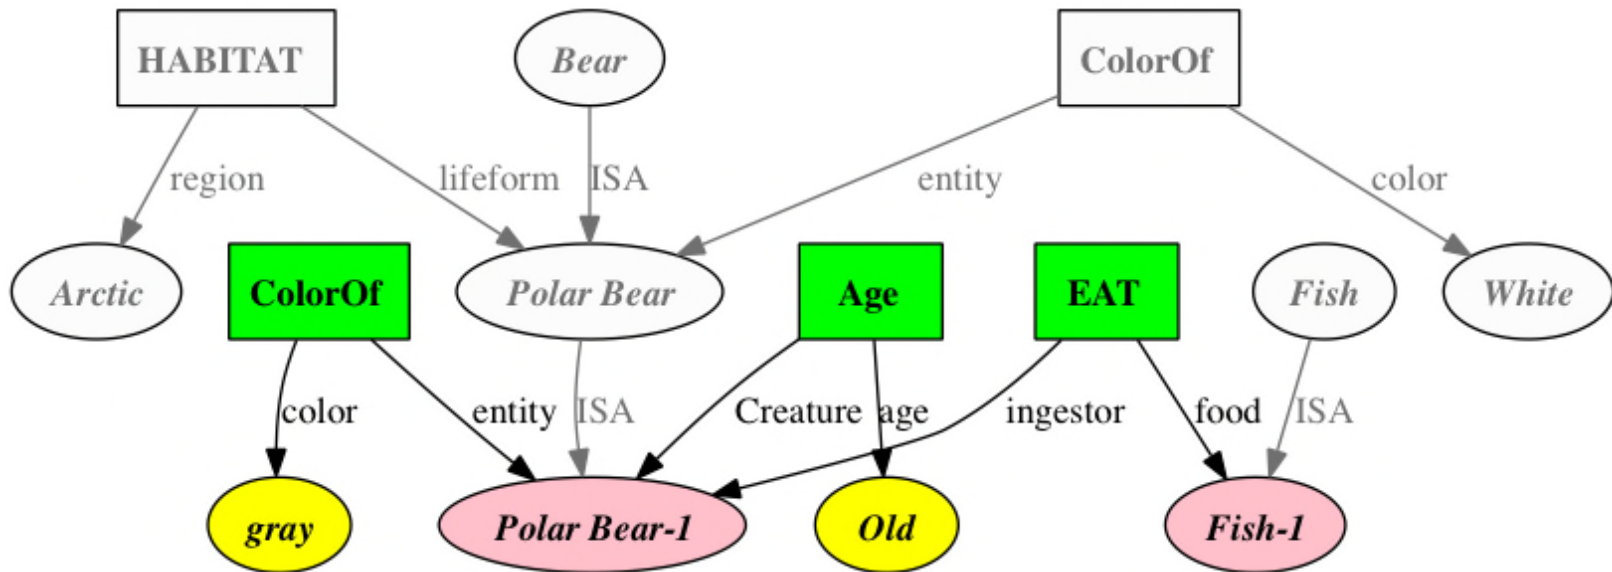 HABITAT
Bear
ColorOf
region
lifeform
ISA
entity
color
Arctic
ColorOf
Polar Bear
Age
EAT
Fish
White
color
entity
ISA
Creature
age
ingestor
food
ISA
gray
Polar Bear-1
Old
Fish-1